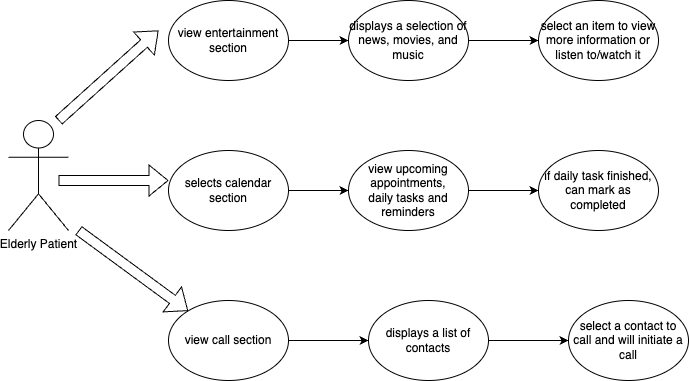 view entertainment
section
displays a selection of
news, movies, and
music
select an item to view
more information or
listen to/watch it
selects calendar
section
view upcoming
appointments,
daily tasks and
reminders
if daily task finished,
can mark as
completed
Elderly Patient
view call section
displays a list of
contacts
select a contact to
call and will initiate a
call